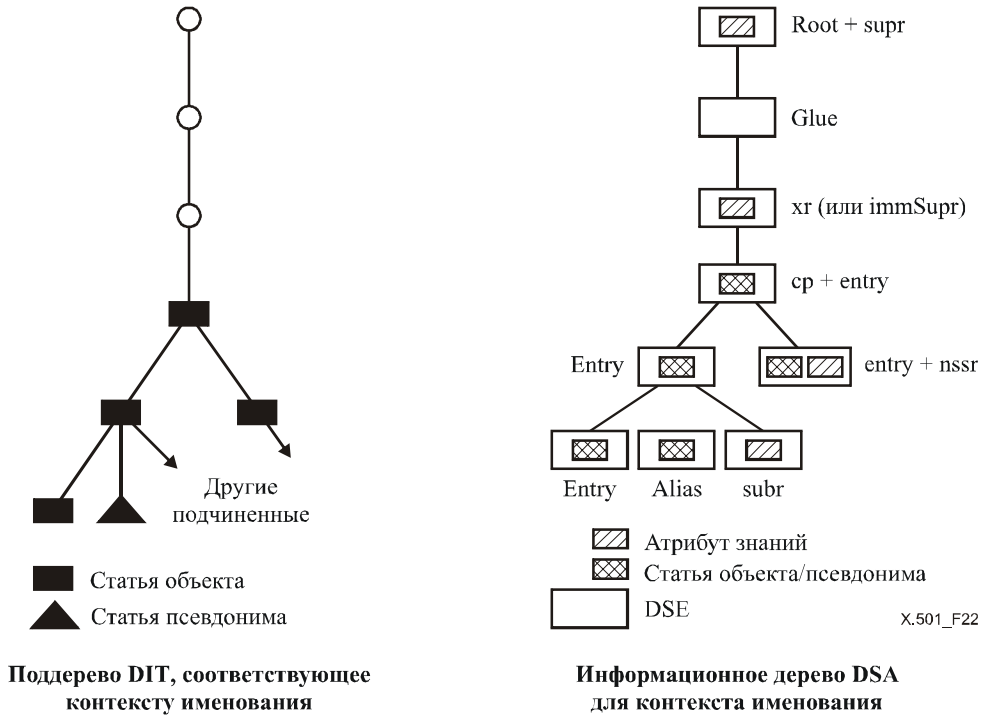 Root + supr
Glue
xr (или immSupr)
cp + entry
Entry
entry + nssr
Entry
Alias
subr
Другие
подчиненные
Статья объекта
Статья псевдонима
Атрибут знаний
Статья объекта/псевдонима
DSE
X.501_F22
Поддерево DIT, соответствующее
контексту именования
Информационное дерево DSA
для контекста именования